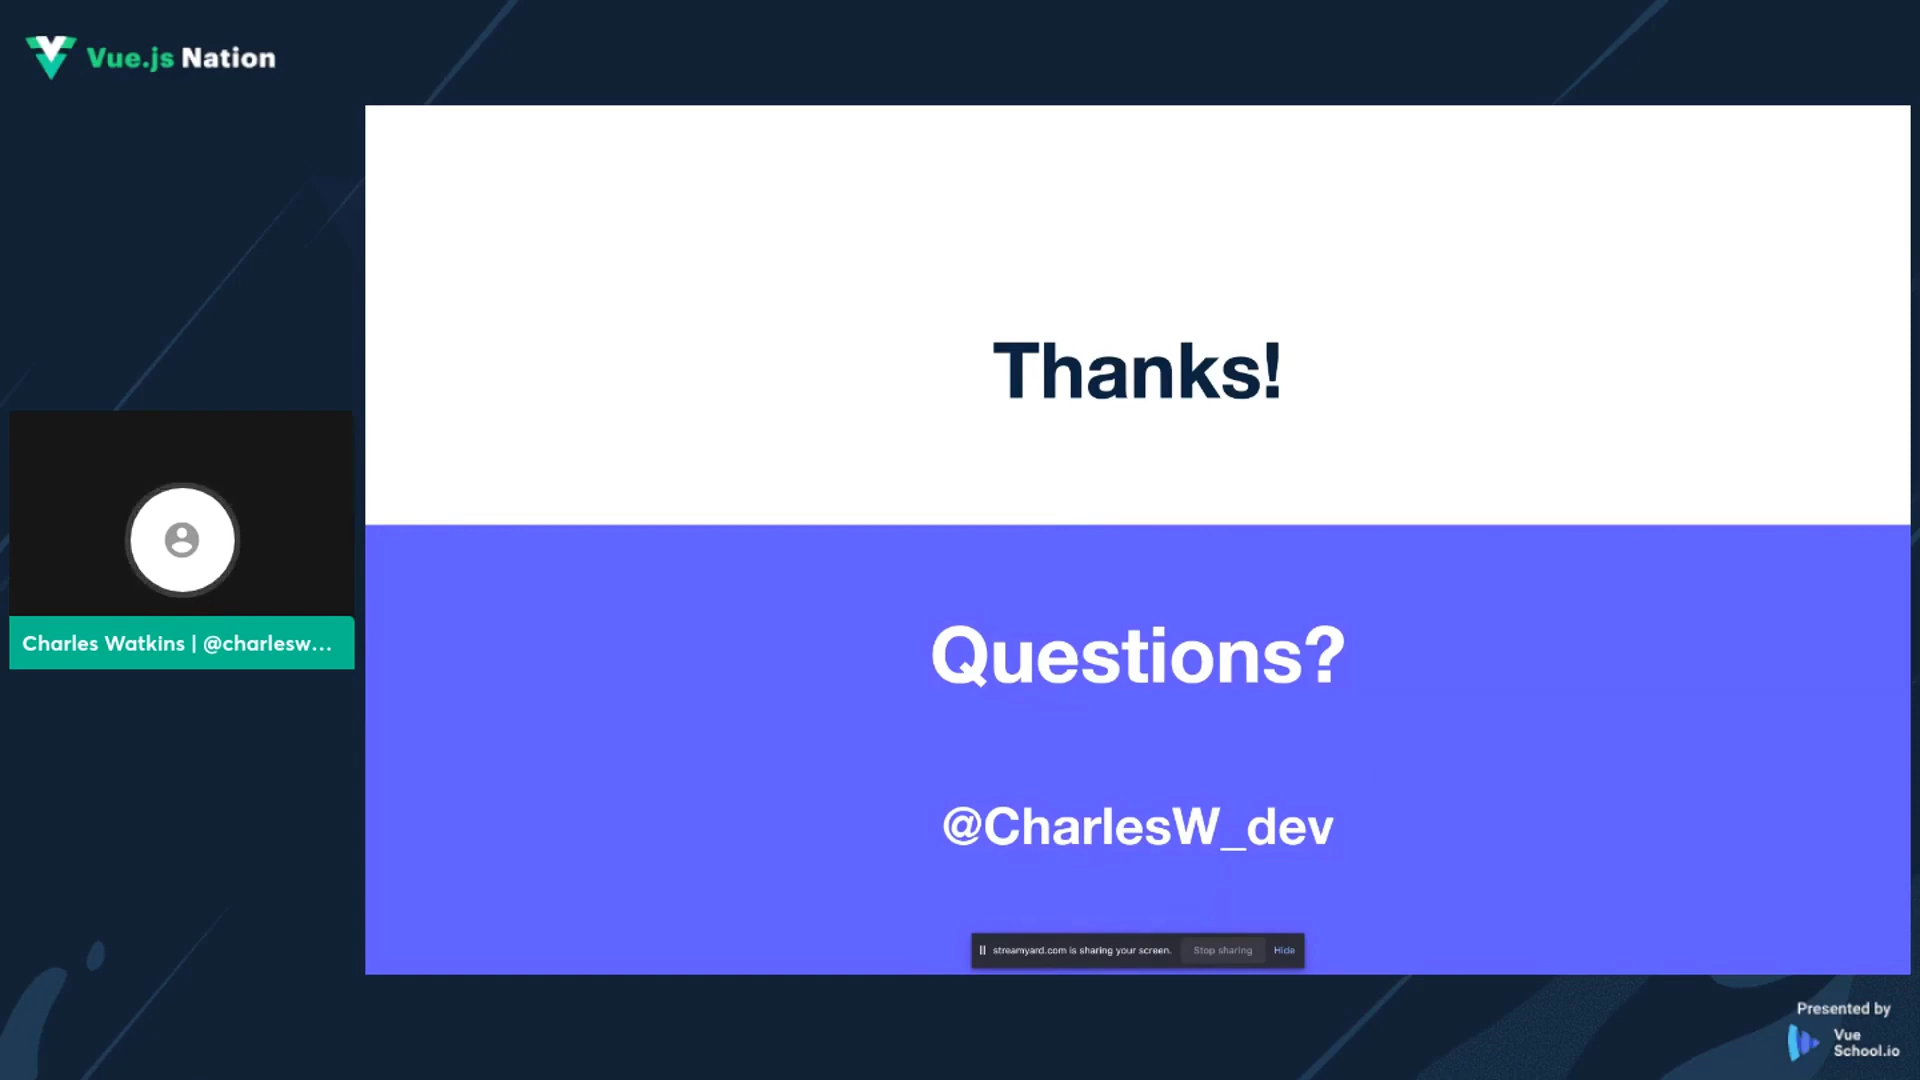 Vue.js Nation
Thanks!
Charles Watkins | @charlesw...
Questions?
@CharlesW_dev
streamyard.com is sharing your screen. Stop sharing Hide
Presented by
Vue
School.io